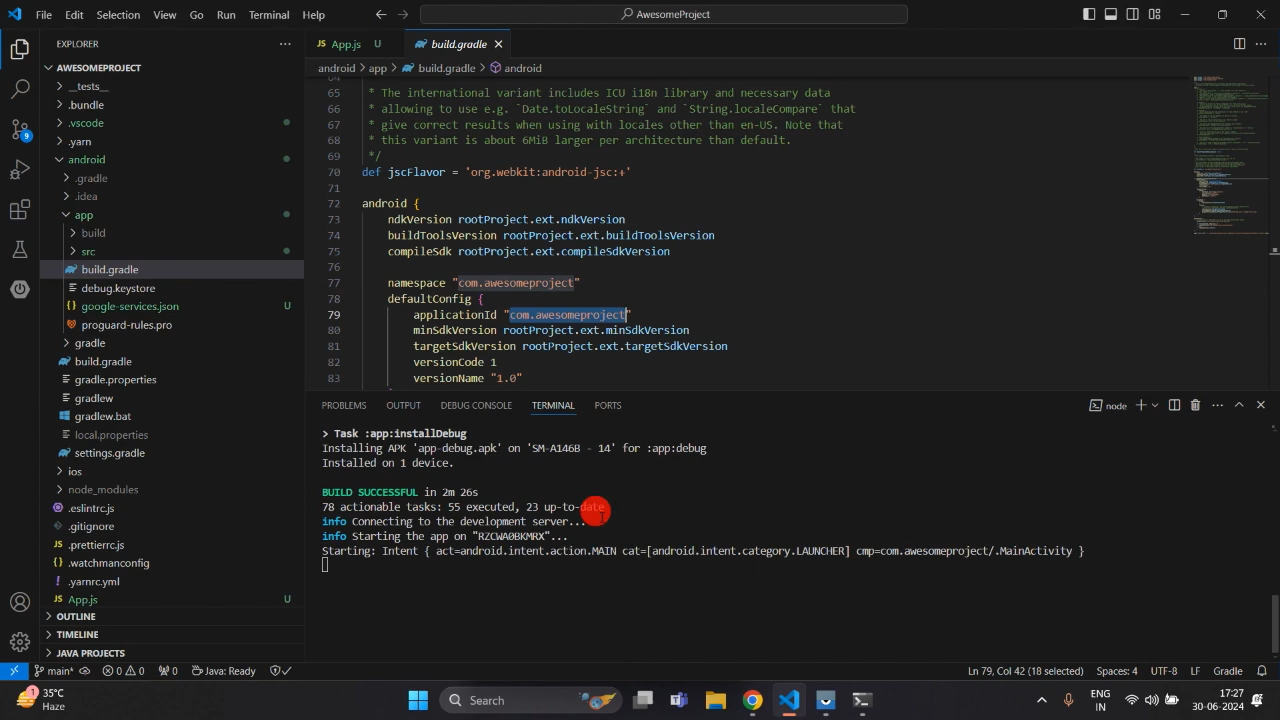 File Edit Selection View Go Run Terminal Help
AwesomeProject
EXPLORER
AWESOMEPROJECT
__tests__
.bundle
.vscode
.yarn
android
.gradle
.idea
app
build
src
build.gradle
debug.keystore
google-services.json U
proguard-rules.pro
gradle
build.gradle
gradle.properties
gradlew
gradlew.bat
local.properties
settings.gradle
ios
node_modules
.eslintrc.js
.gitignore
.prettierrc.js
.watchmanconfig
.yarnrc.yml
App.js U
OUTLINE
TIMELINE
JAVA PROJECTS
9
JS App.js U
build.gradle
android > app > build.gradle > android
64
65 * The international variant includes ICU i18n library and necessary data
66 * allowing to use e.g. `Date.toLocaleString` and `String.localeCompare` that
67 * give correct results when using with locales other than en-US. Note that
68 * this variant is about 6MiB larger per architecture than default.
69 */
70 def jscFlavor = 'org.webkit:android-jsc:+'
71
72 android {
73 ndkVersion rootProject.ext.ndkVersion
74 buildToolsVersion rootProject.ext.buildToolsVersion
75 compileSdk rootProject.ext.compileSdkVersion
76
77 namespace "com.awesomeproject"
78 defaultConfig {
79 applicationId "com.awesomeproject"
80 minSdkVersion rootProject.ext.minSdkVersion
81 targetSdkVersion rootProject.ext.targetSdkVersion
82 versionCode 1
83 versionName "1.0"
PROBLEMS OUTPUT DEBUG CONSOLE TERMINAL PORTS
node
> Task :app:installDebug
Installing APK 'app-debug.apk' on 'SM-A146B - 14' for :app:debug
Installed on 1 device.
BUILD SUCCESSFUL in 2m 26s
78 actionable tasks: 55 executed, 23 up-to-date
info Connecting to the development server...
info Starting the app on "RZCWA0BKMRX"...
Starting: Intent { act=android.intent.action.MAIN cat=[android.intent.category.LAUNCHER] cmp=com.awesomeproject/.MainActivity }
main* 0 0 0 Java: Ready
Ln 79, Col 42 (18 selected) Spaces: 4 UTF-8 LF Gradle
1
35°C
Haze
Search
ENG
IN
17:27
30-06-2024